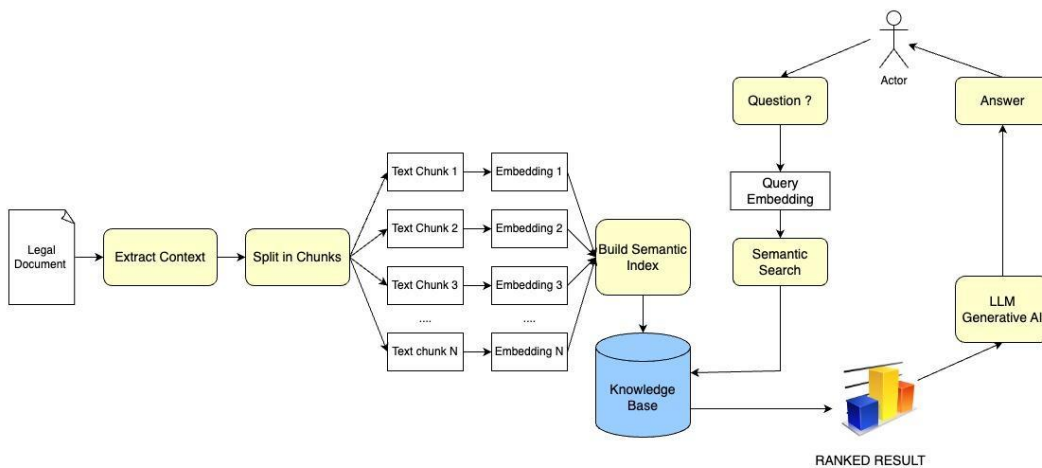 Actor
Question ?
Answer
Text Chunk 1
Embedding 1
Query
Embedding
Text Chunk 2
Embedding 2
Legal
Document
Extract Context
Split in Chunks
Build Semantic
Index
Semantic
Search
Text Chunk 3
Embedding 3
....
....
LLM
Generative AI
Text chunk N
Embedding N
Knowledge
Base
RANKED RESULT